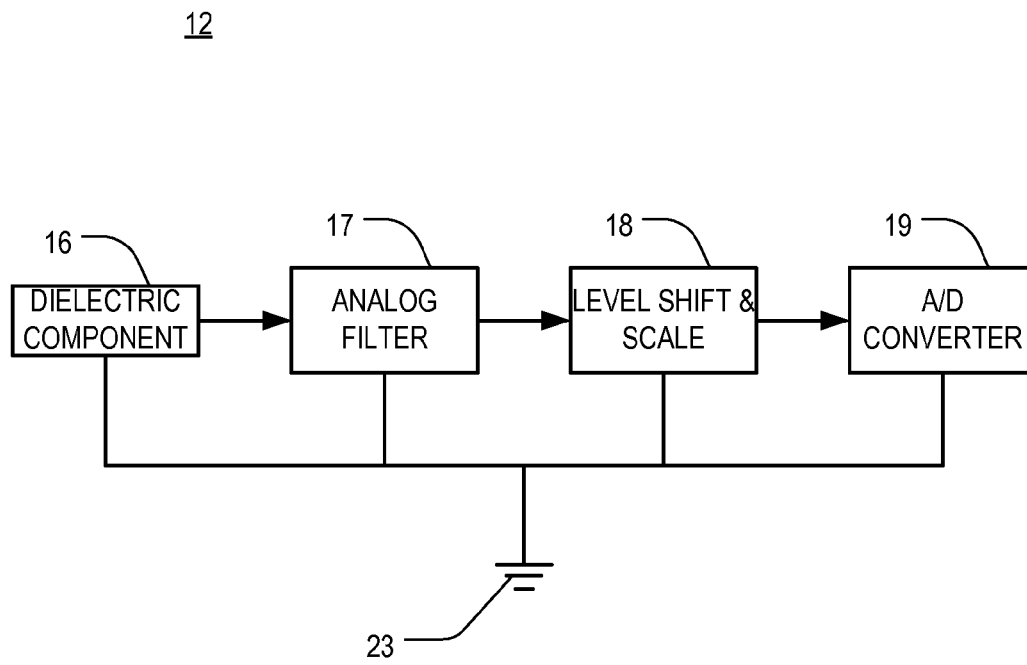 12
16
17
18
19
DIELECTRIC
COMPONENT
ANALOG
FILTER
LEVEL SHIFT &
SCALE
A/D
CONVERTER
23